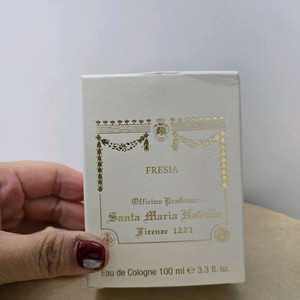 FRESIA
Officina Profumo
Santa Maria Novella
Firenze 1221
Eau de Cologne 100 ml e 3.3 fl. oz.